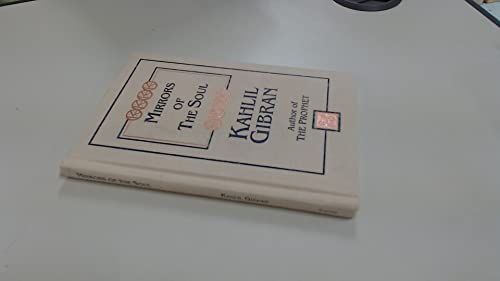 MIRRORS
OF
THE SOUL
KAHLIL
GIBRAN
Author of
THE PROPHET
MIRRORS OF THE SOUL
KAHLIL GIBRAN